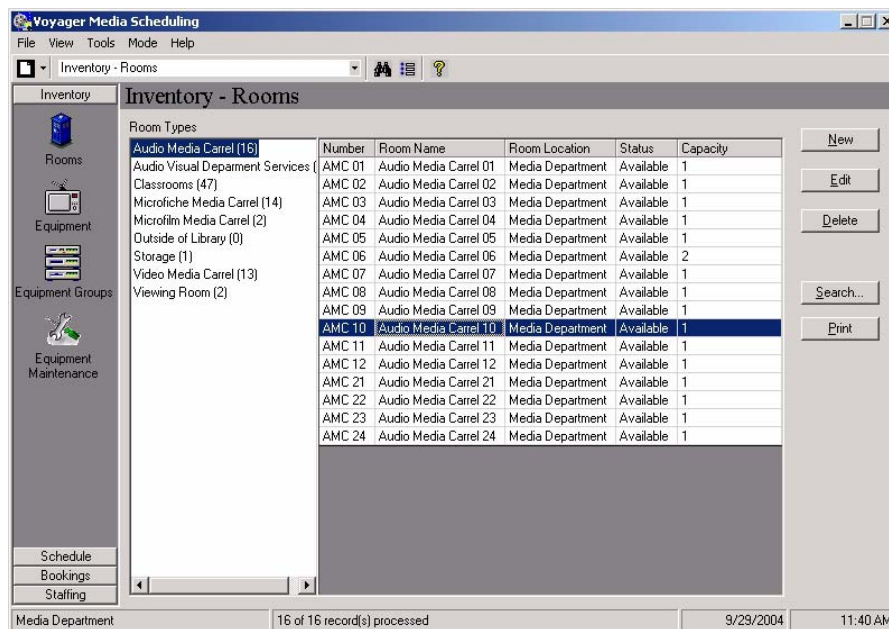 Voyager Media Scheduling
File View Tools Mode Help
Inventory - Rooms
Inventory
Inventory - Rooms
Rooms
Equipment
Equipment Groups
Equipment
Maintenance
Schedule
Bookings
Staffing
Room Types
Audio Media Carrel (16)
Audio Visual Deparment Services (
Classrooms (47)
Microfiche Media Carrel (14)
Microfilm Media Carrel (2)
Outside of Library (0)
Storage (1)
Video Media Carrel (13)
Viewing Room (2)
Number Room Name Room Location Status Capacity
AMC 01 Audio Media Carrel 01 Media Department Available 1
AMC 02 Audio Media Carrel 02 Media Department Available 1
AMC 03 Audio Media Carrel 03 Media Department Available 1
AMC 04 Audio Media Carrel 04 Media Department Available 1
AMC 05 Audio Media Carrel 05 Media Department Available 1
AMC 06 Audio Media Carrel 06 Media Department Available 2
AMC 07 Audio Media Carrel 07 Media Department Available 1
AMC 08 Audio Media Carrel 08 Media Department Available 1
AMC 09 Audio Media Carrel 09 Media Department Available 1
AMC 10 Audio Media Carrel 10 Media Department Available 1
AMC 11 Audio Media Carrel 11 Media Department Available 1
AMC 12 Audio Media Carrel 12 Media Department Available 1
AMC 21 Audio Media Carrel 21 Media Department Available 1
AMC 22 Audio Media Carrel 22 Media Department Available 1
AMC 23 Audio Media Carrel 23 Media Department Available 1
AMC 24 Audio Media Carrel 24 Media Department Available 1
New
Edit
Delete
Search...
Print
Media Department 16 of 16 record(s) processed 9/29/2004 11:40 AM